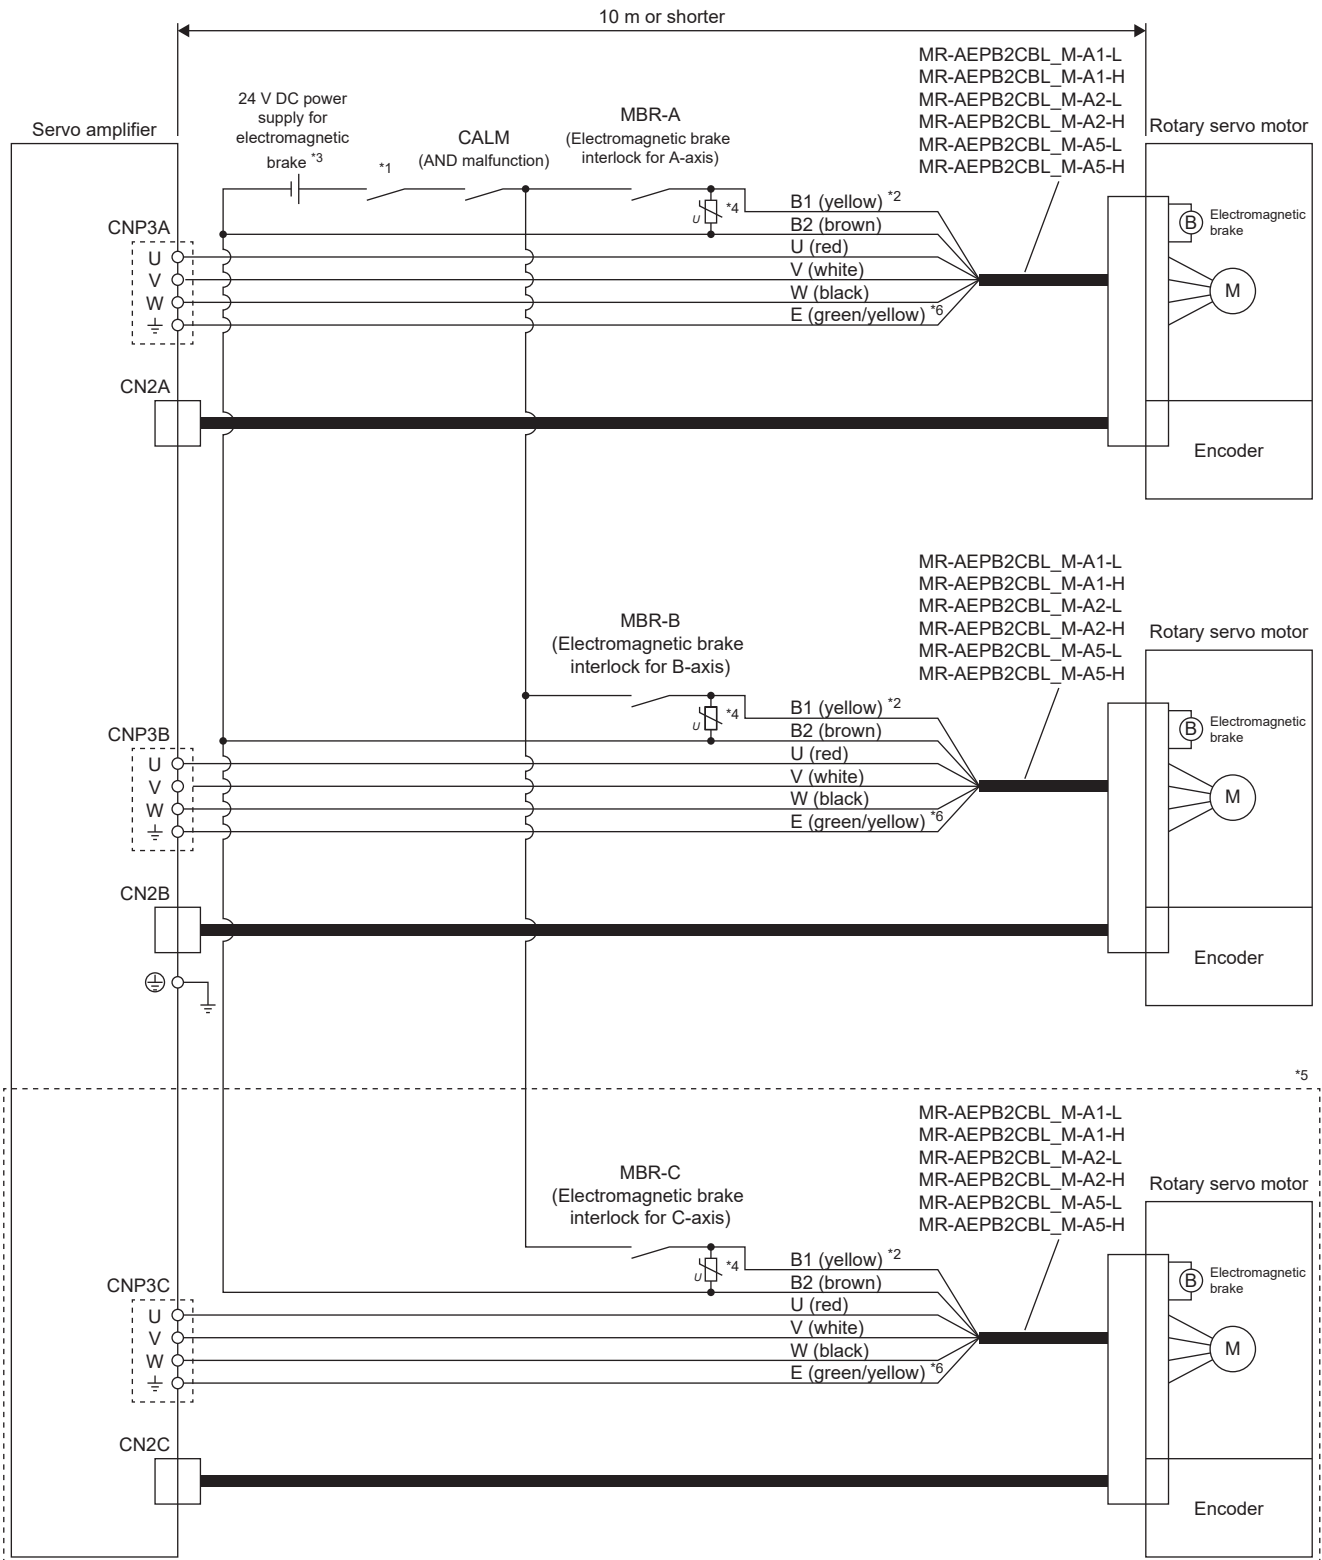 10 m or shorter
MR-AEPB2CBL_M-A1-L
MR-AEPB2CBL_M-A1-H
MR-AEPB2CBL_M-A2-L
MR-AEPB2CBL_M-A2-H
MR-AEPB2CBL_M-A5-L
MR-AEPB2CBL_M-A5-H
24 V DC power
supply for
electromagnetic
brake *3
*1
CALM
(AND malfunction)
MBR-A
(Electromagnetic brake
interlock for A-axis)
Servo amplifier
Rotary servo motor
CNP3A
U
V
W
U
*4
B1 (yellow) *2
B2 (brown)
U (red)
V (white)
W (black)
E (green/yellow) *6
B
Electromagnetic
brake
M
CN2A
Encoder
MR-AEPB2CBL_M-A1-L
MR-AEPB2CBL_M-A1-H
MR-AEPB2CBL_M-A2-L
MR-AEPB2CBL_M-A2-H
MR-AEPB2CBL_M-A5-L
MR-AEPB2CBL_M-A5-H
MBR-B
(Electromagnetic brake
interlock for B-axis)
Rotary servo motor
CNP3B
U
V
W
U
*4
B1 (yellow) *2
B2 (brown)
U (red)
V (white)
W (black)
E (green/yellow) *6
B
Electromagnetic
brake
M
CN2B
Encoder
*5
MR-AEPB2CBL_M-A1-L
MR-AEPB2CBL_M-A1-H
MR-AEPB2CBL_M-A2-L
MR-AEPB2CBL_M-A2-H
MR-AEPB2CBL_M-A5-L
MR-AEPB2CBL_M-A5-H
MBR-C
(Electromagnetic brake
interlock for C-axis)
Rotary servo motor
CNP3C
U
V
W
U
*4
B1 (yellow) *2
B2 (brown)
U (red)
V (white)
W (black)
E (green/yellow) *6
B
Electromagnetic
brake
M
CN2C
Encoder